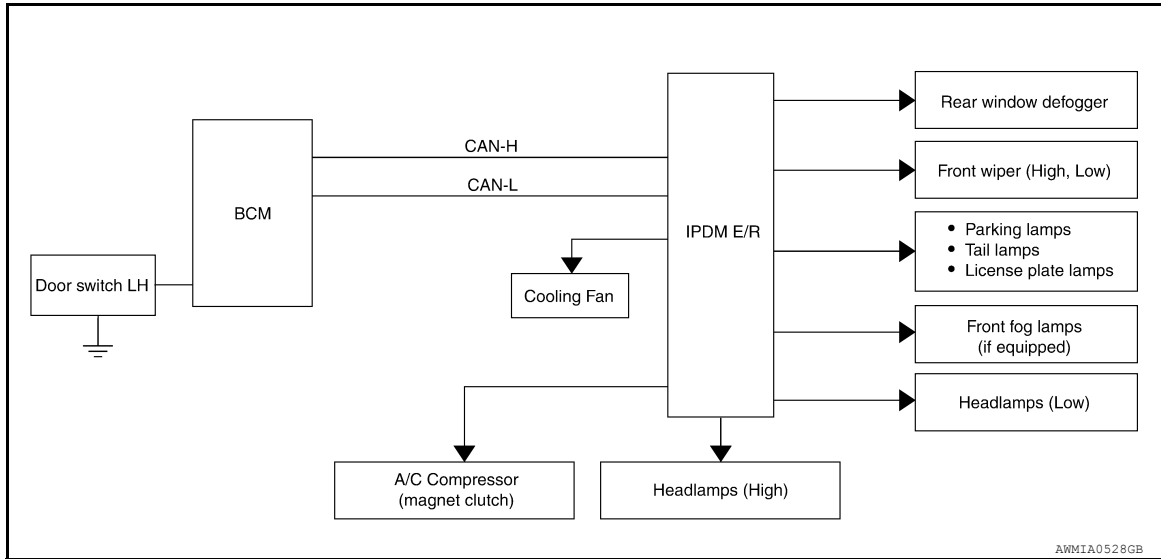 Rear window defogger
CAN-H
Front wiper (High, Low)
CAN-L
BCM
IPDM E/R
• Parking lamps
• Tail lamps
• License plate lamps
Door switch LH
Cooling Fan
Front fog lamps
(if equipped)
Headlamps (Low)
A/C Compressor
(magnet clutch)
Headlamps (High)
AWMIA0528GB